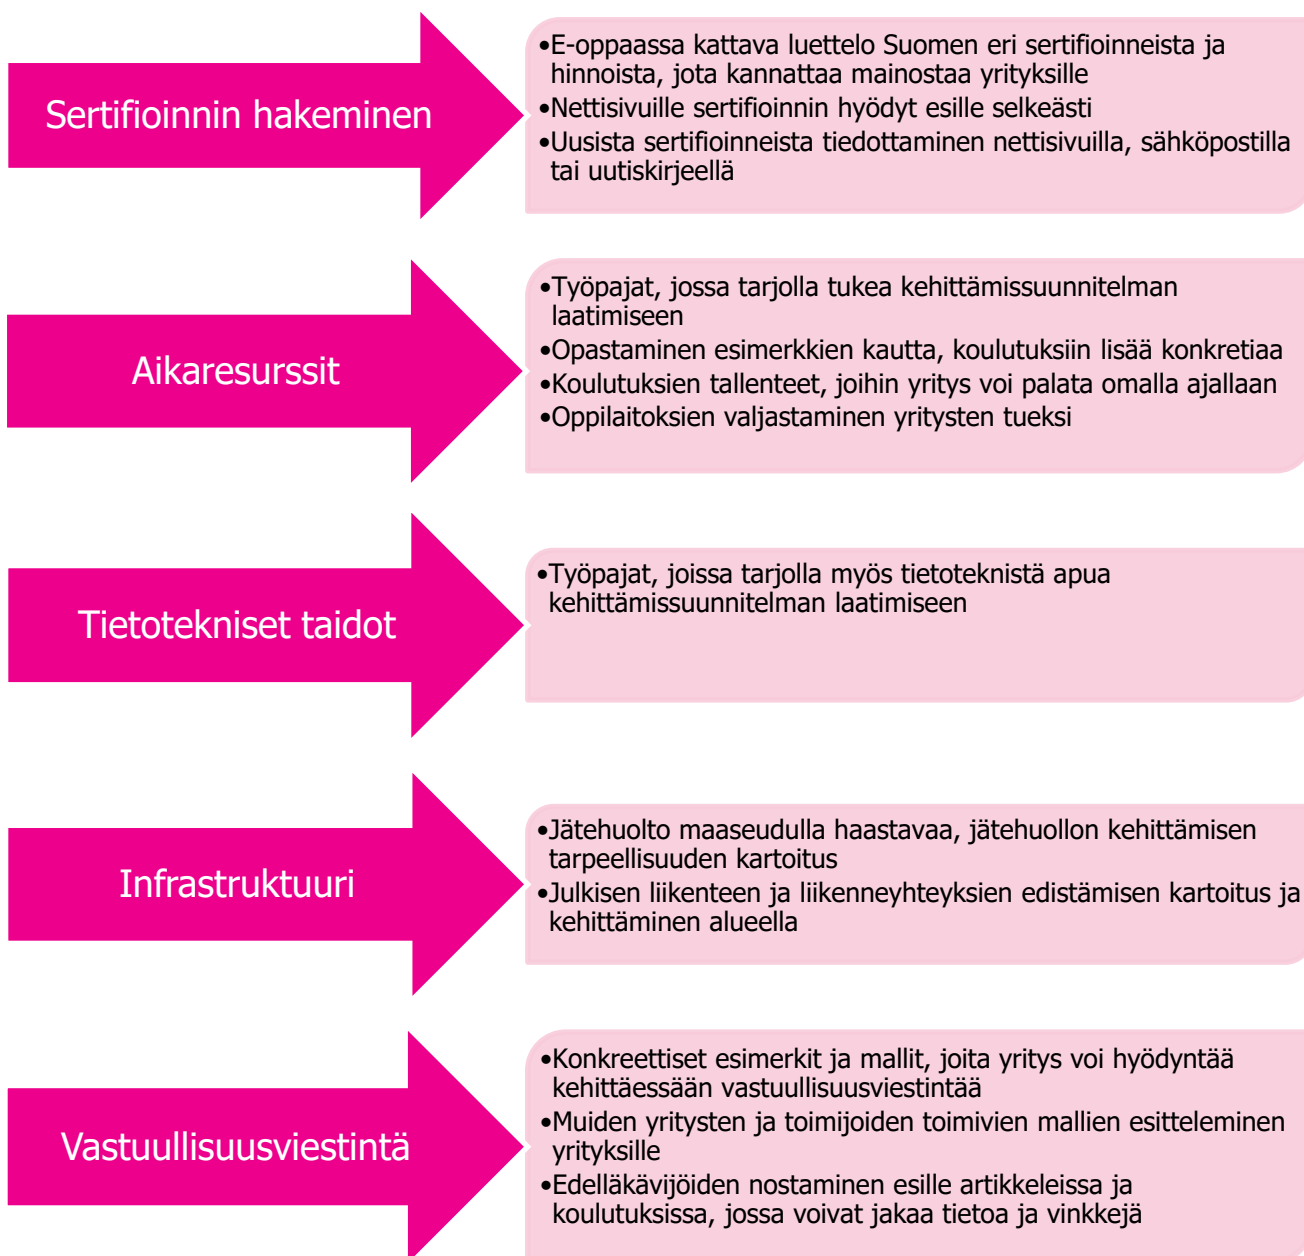 Sertifioinnin hakeminen
•E-oppaassa kattava luettelo Suomen eri sertifioinneista ja
hinnoista, jota kannattaa mainostaa yrityksille
•Nettisivuille sertifioinnin hyödyt esille selkeästi
•Uusista sertifioinneista tiedottaminen nettisivuilla, sähköpostilla
tai uutiskirjeellä
Aikaresurssit
•Työpajat, jossa tarjolla tukea kehittämissuunnitelman
laatimiseen
•Opastaminen esimerkkien kautta, koulutuksiin lisää konkretiaa
•Koulutuksien tallenteet, joihin yritys voi palata omalla ajallaan
•Oppilaitoksien valjastaminen yritysten tueksi
Tietotekniset taidot
•Työpajat, joissa tarjolla myös tietoteknistä apua
kehittämissuunnitelman laatimiseen
Infrastruktuuri
•Jätehuolto maaseudulla haastavaa, jätehuollon kehittämisen
tarpeellisuuden kartoitus
•Julkisen liikenteen ja liikenneyhteyksien edistämisen kartoitus ja
kehittäminen alueella
Vastuullisuusviestintä
•Konkreettiset esimerkit ja mallit, joita yritys voi hyödyntää
kehittäessään vastuullisuusviestintää
•Muiden yritysten ja toimijoiden toimivien mallien esitteleminen
yrityksille
•Edelläkävijöiden nostaminen esille artikkeleissa ja
koulutuksissa, jossa voivat jakaa tietoa ja vinkkejä